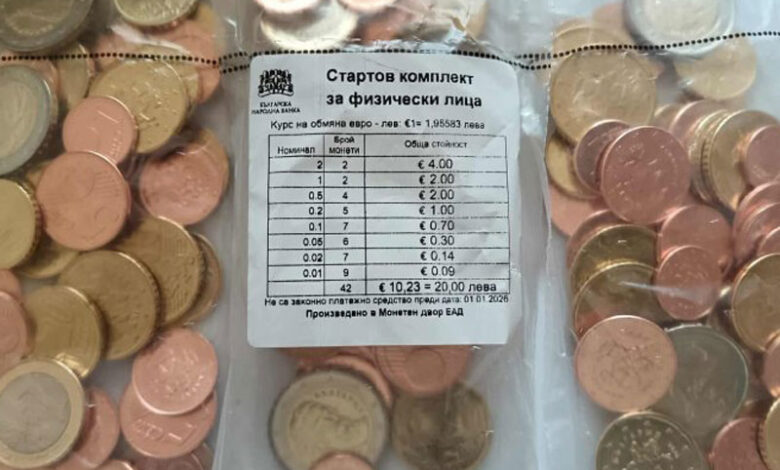 Стартов комплект
за физически лица
БЪЛГАРСКА
НАРОДНА БАНКА
Курс на обмяна евро - лев: €1= 1,95583 лева
Номинал Брой монети Обща стойност
2 2 € 4.00
1 2 € 2.00
0.5 4 € 2.00
0.2 5 € 1.00
0.1 7 € 0.70
0.05 6 € 0.30
0.02 7 € 0.14
0.01 9 € 0.09
42 € 10,23 = 20,00 лева
Не са законно платежно средство преди дата: 01.01.2026
Произведено в Монетен двор ЕАД